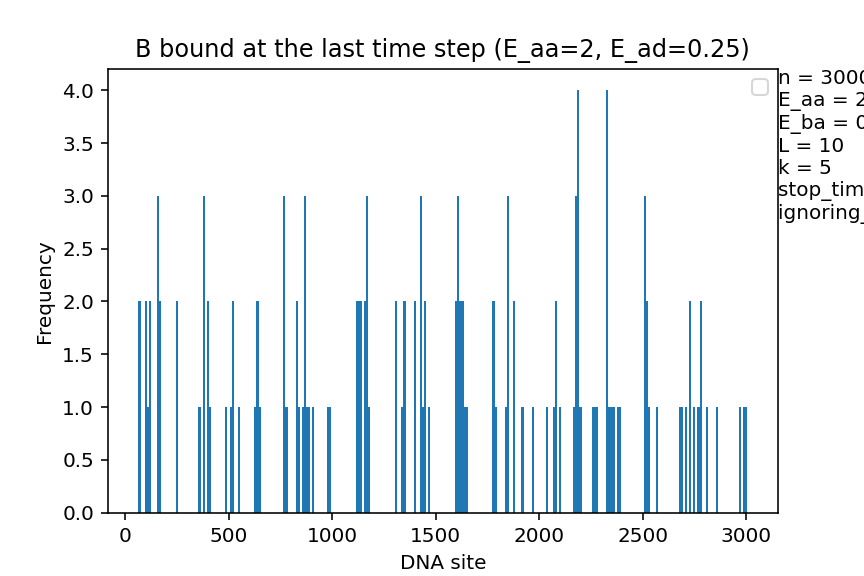 B bound at the last time step (E_aa=2, E_ad=0.25)
n = 3000
E_aa = 2
E_ba = 0
L = 10
k = 5
stop_tim
ignoring_
4.0
3.5
3.0
2.5
2.0
1.5
1.0
0.5
0.0
Frequency
0 500 1000 1500 2000 2500 3000
DNA site